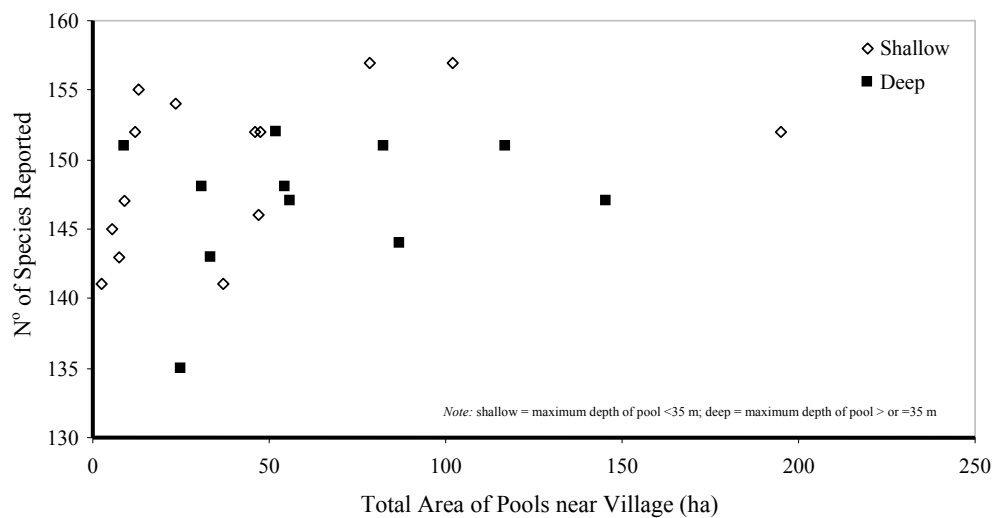 160
155
150
145
140
135
130
Nº of Species Reported
Shallow
Deep
Note: shallow = maximum depth of pool <35 m; deep = maximum depth of pool > or =35 m
0 50 100 150 200 250
Total Area of Pools near Village (ha)